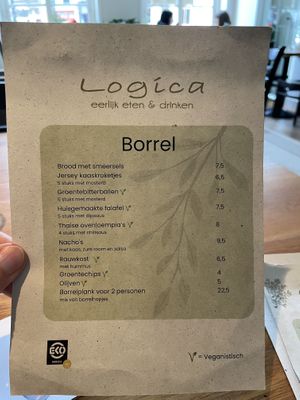 Logica
eerlijk eten & drinken
Borrel
Brood met smeersels 7,5
Jersey kaaskroketjes 6,5
5 stuks met mosterd
Groentebitterballen 7,5
5 stuks met mosterd
Huisgemaakte falafel 7,5
5 stuks met dipsaus
Thaise ovenloempia's 8
4 stuks met chilisaus
Nacho's 9,5
met kaas, zure room en salsa
Rauwkost 6,5
met hummus
Groentechips 4
Olijven 5
Borrelplank voor 2 personen 22,5
mix van borrelhapjes
EKO
= Veganistisch